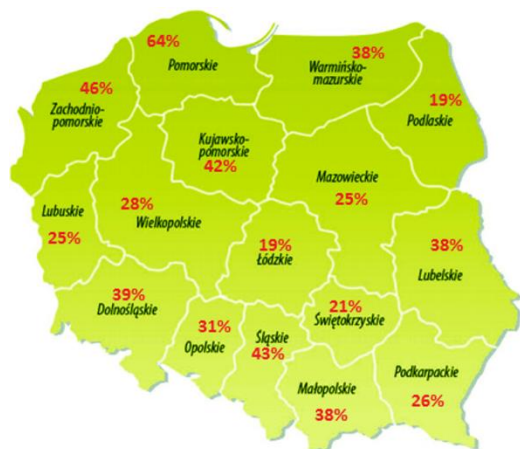 64%
Pomorskie
38%
Warmińsko-
mazurskie
46%
Zachodnio-
pomorskie
19%
Podlaskie
Kujawsko-
pomorskie
42%
Mazowieckie
25%
28%
Wielkopolskie
Lubuskie
25%
19%
Łódzkie
38%
Lubelskie
39%
Dolnośląskie
31%
Opolskie
Śląskie
43%
21%
Świętokrzyskie
Małopolskie
38%
Podkarpackie
26%